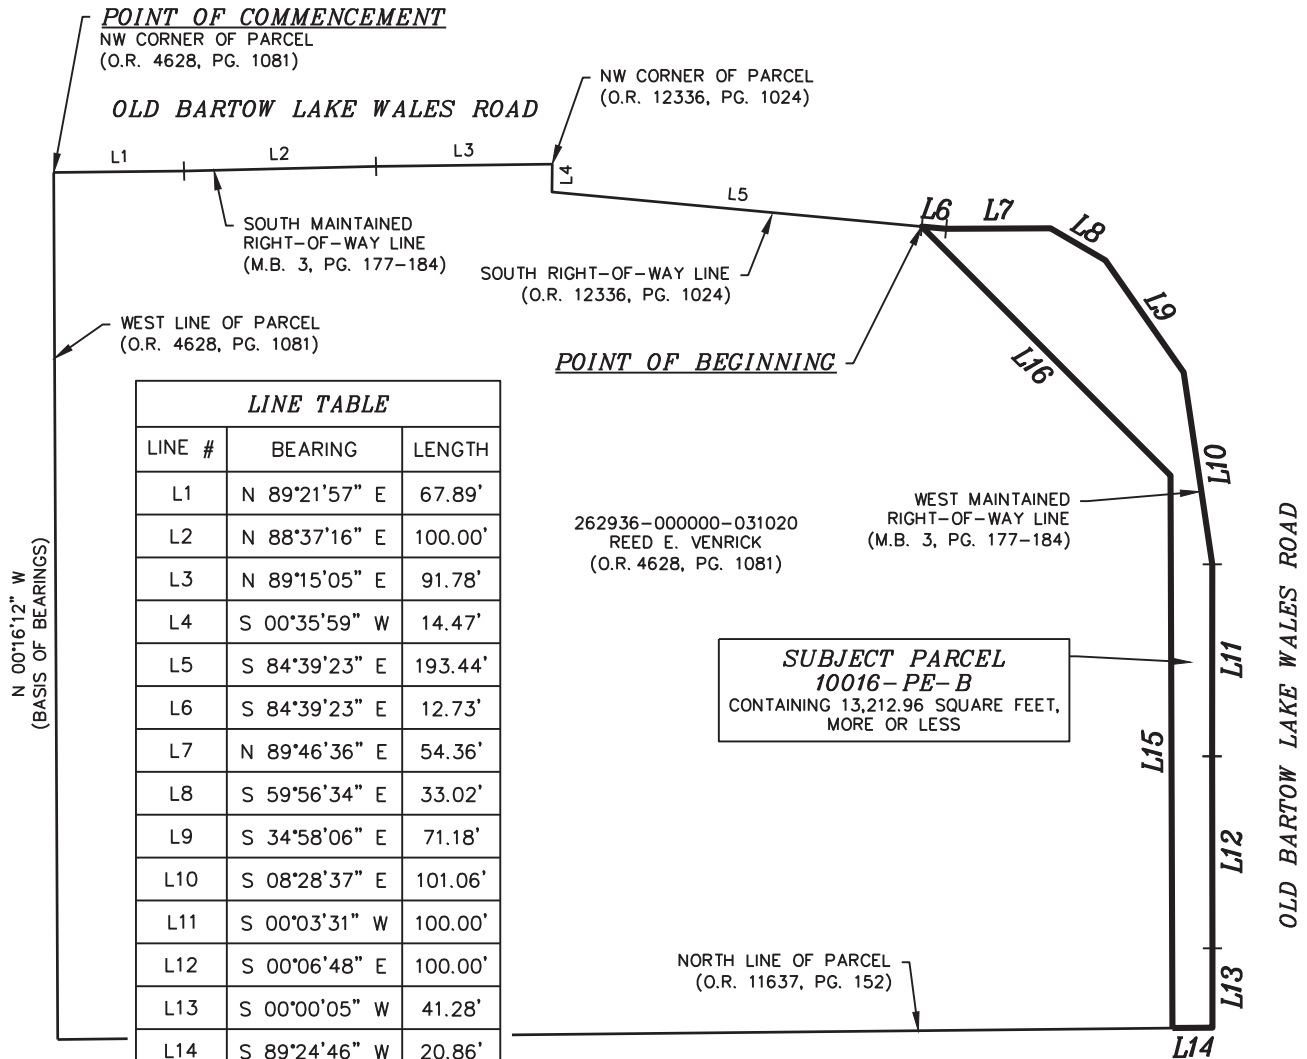 POINT OF COMMENCEMENT
NW CORNER OF PARCEL
(O.R. 4628, PG. 1081)
OLD BARTOW LAKE WALES ROAD
NW CORNER OF PARCEL
(O.R. 12336, PG. 1024)
L1
L2
L3
L4
L5
L6
L7
L8
L9
L10
L11
L12
L13
L14
L15
L16
SOUTH MAINTAINED
RIGHT-OF-WAY LINE
(M.B. 3, PG. 177-184)
SOUTH RIGHT-OF-WAY LINE
(O.R. 12336, PG. 1024)
WEST LINE OF PARCEL
(O.R. 4628, PG. 1081)
POINT OF BEGINNING
LINE TABLE
LINE # BEARING LENGTH
L1 N 89°21'57" E 67.89'
L2 N 88°37'16" E 100.00'
L3 N 89°15'05" E 91.78'
L4 S 00°35'59" W 14.47'
L5 S 84°39'23" E 193.44'
L6 S 84°39'23" E 12.73'
L7 N 89°46'36" E 54.36'
L8 S 59°56'34" E 33.02'
L9 S 34°58'06" E 71.18'
L10 S 08°28'37" E 101.06'
L11 S 00°03'31" W 100.00'
L12 S 00°06'48" E 100.00'
L13 S 00°00'05" W 41.28'
L14 S 89°24'46" W 20.86'
N 00°16'12" W
(BASIS OF BEARINGS)
262936-000000-031020
REED E. VENRICK
(O.R. 4628, PG. 1081)
WEST MAINTAINED
RIGHT-OF-WAY LINE
(M.B. 3, PG. 177-184)
SUBJECT PARCEL
10016-PE-B
CONTAINING 13,212.96 SQUARE FEET,
MORE OR LESS
NORTH LINE OF PARCEL
(O.R. 11637, PG. 152)
OLD BARTOW LAKE WALES ROAD